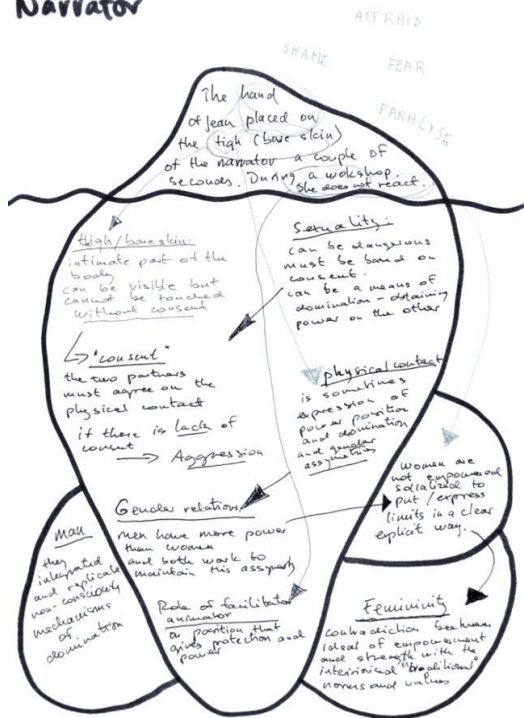 Narrator
AFFRAID
SHAME
FEAR
PARALYSE
The hand
of Jean placed on
the tigh (bare skin)
of the narrator a couple of
seconds. During a wokshop.
She does not react.
thigh/bare skin:
intimate part of the
body
can be visible but
cannot be touched
without consent
"consent"
the two partners
must agree on the
physical contact
if there is lack of
consent
Aggression
Sexuality:
can be dangerous
must be band on
consent.
can be a means of
domination - obtaining
power on the other
physical contact
is sometimes
expression of
power position
and domination
and gender
assymetries
Women are
not empowered
socialized to
put / express
limits in a clear
explicit way.
Gender relations
men have more power
than women
and both work to
maintain this assymetry
man
they
integrated
and replicate
non-consciously
mechanisms
of
domination
Role of facilitator
animator
a position that
gives protection and
power
Feminity
contradiction between
ideal of empowerment
and strength with the
interiorised "traditional"
norms and values